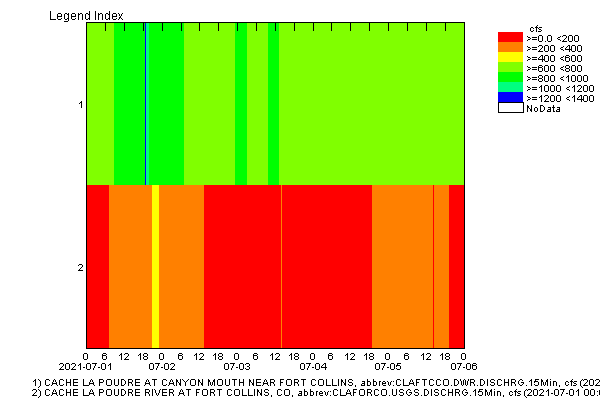 Legend Index
cfs
>=0.0 <200
>=200 <400
>=400 <600
>=600 <800
>=800 <1000
>=1000 <1200
>=1200 <1400
NoData
1
2
0 6 12 18 0 6 12 18 0 6 12 18 0 6 12 18 0 6 12 18 0
2021-07-01 07-02 07-03 07-04 07-05 07-06
1) CACHE LA POUDRE AT CANYON MOUTH NEAR FORT COLLINS, abbrev:CLAFTCCO.DWR.DISCHRG.15Min, cfs (202
2) CACHE LA POUDRE RIVER AT FORT COLLINS, CO, abbrev:CLAFORCO.USGS.DISCHRG.15Min, cfs (2021-07-01 00: